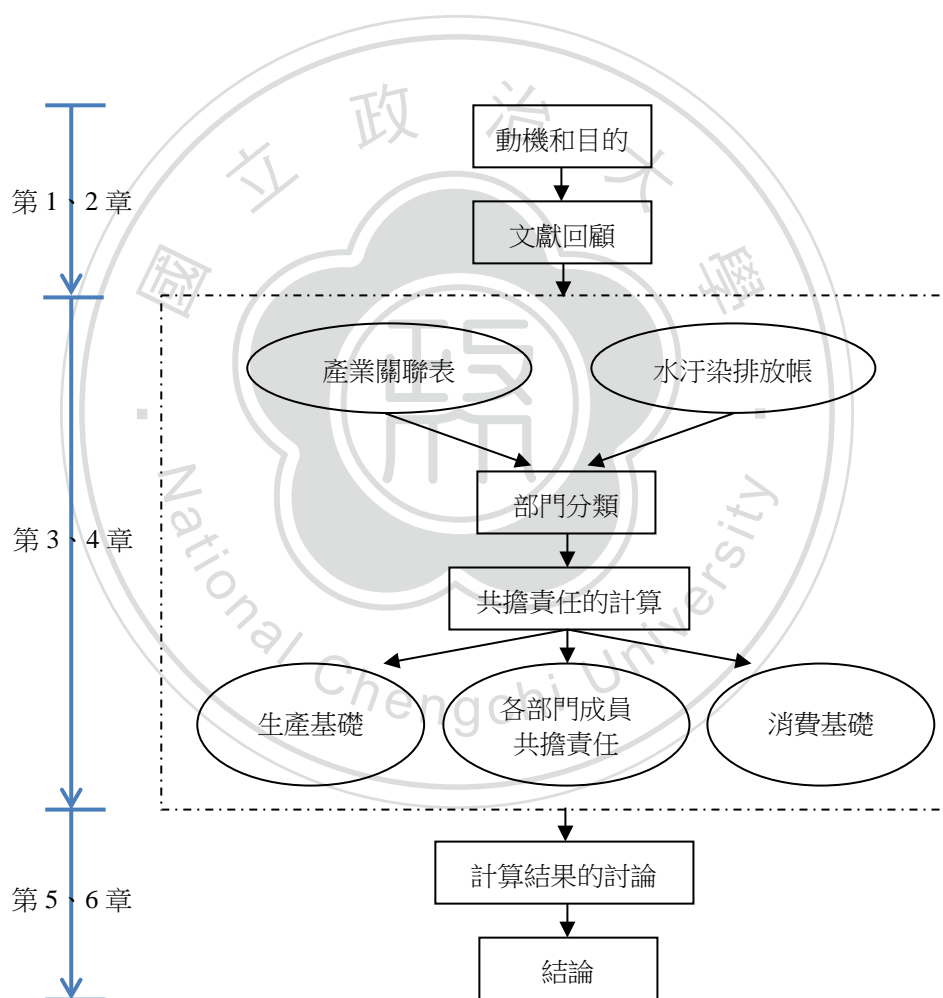 動機和目的
第 1、2 章
文獻回顧
產業關聯表
水汙染排放帳
部門分類
第 3、4 章
共擔責任的計算
生產基礎
各部門成員
共擔責任
消費基礎
計算結果的討論
第 5、6 章
結論
國立政治大學
National Chengchi University